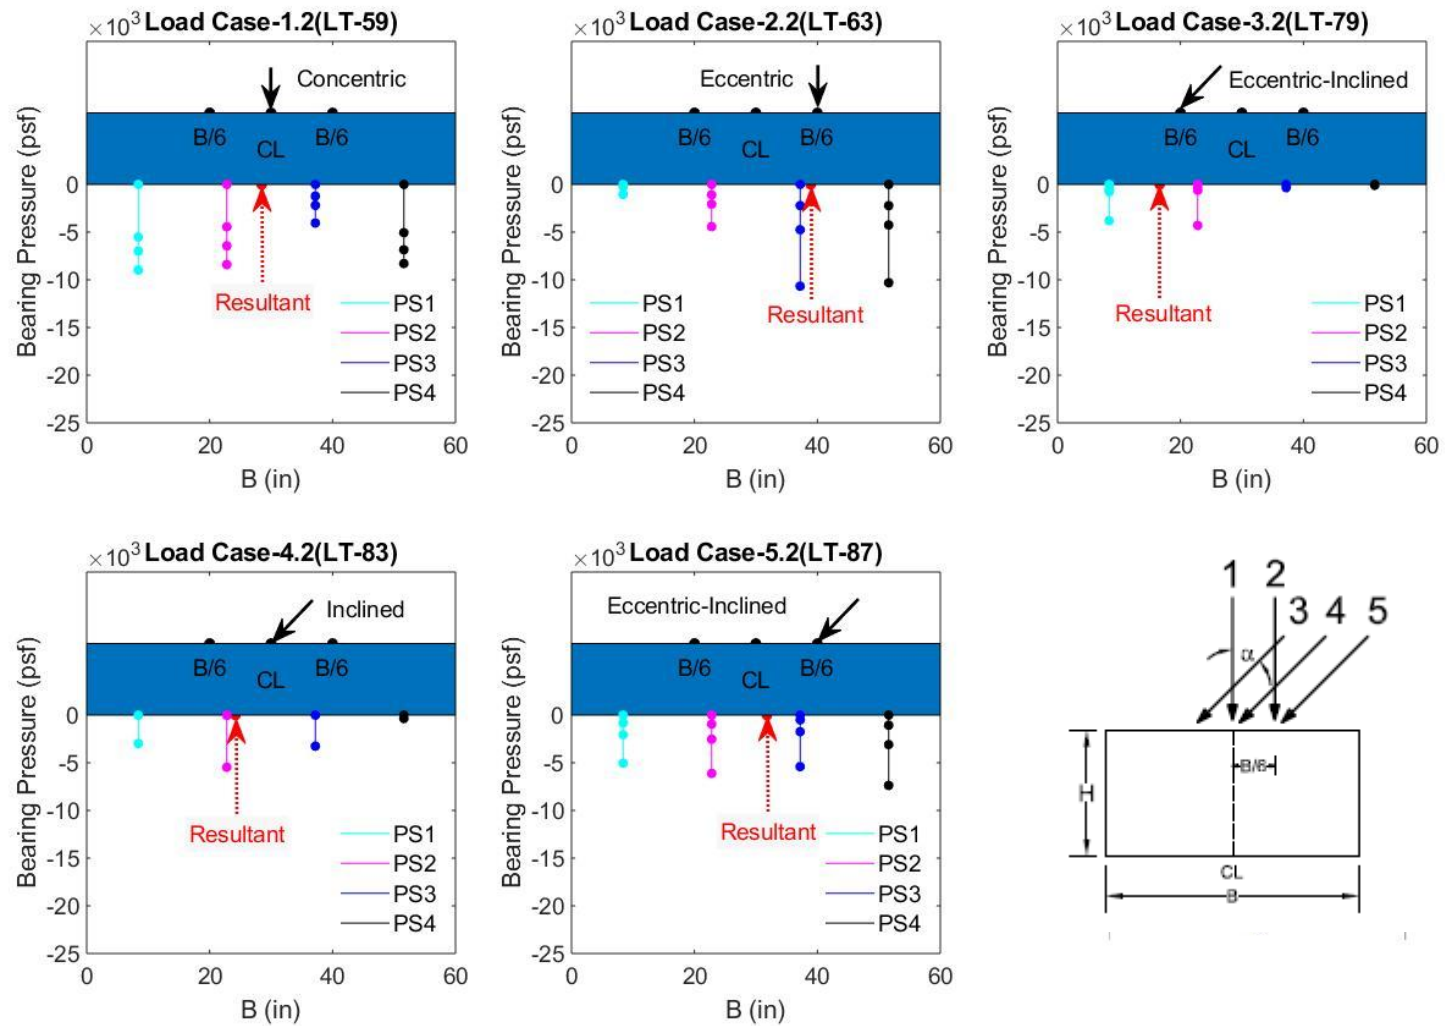 ×10³ Load Case-1.2(LT-59)
Concentric
B/6 CL B/6
Bearing Pressure (psf)
0
-5
-10
-15
-20
-25
Resultant
PS1
PS2
PS3
PS4
0 20 40 60
B (in)
×10³ Load Case-2.2(LT-63)
Eccentric
B/6 CL B/6
Bearing Pressure (psf)
0
-5
-10
-15
-20
-25
Resultant
PS1
PS2
PS3
PS4
0 20 40 60
B (in)
×10³ Load Case-3.2(LT-79)
Eccentric-Inclined
B/6 CL B/6
Bearing Pressure (psf)
0
-5
-10
-15
-20
-25
Resultant
PS1
PS2
PS3
PS4
0 20 40 60
B (in)
×10³ Load Case-4.2(LT-83)
Inclined
B/6 CL B/6
Bearing Pressure (psf)
0
-5
-10
-15
-20
-25
Resultant
PS1
PS2
PS3
PS4
0 20 40 60
B (in)
×10³ Load Case-5.2(LT-87)
Eccentric-Inclined
B/6 CL B/6
Bearing Pressure (psf)
0
-5
-10
-15
-20
-25
Resultant
PS1
PS2
PS3
PS4
0 20 40 60
B (in)
1 2
3 4 5
α
B/6
H
CL
B